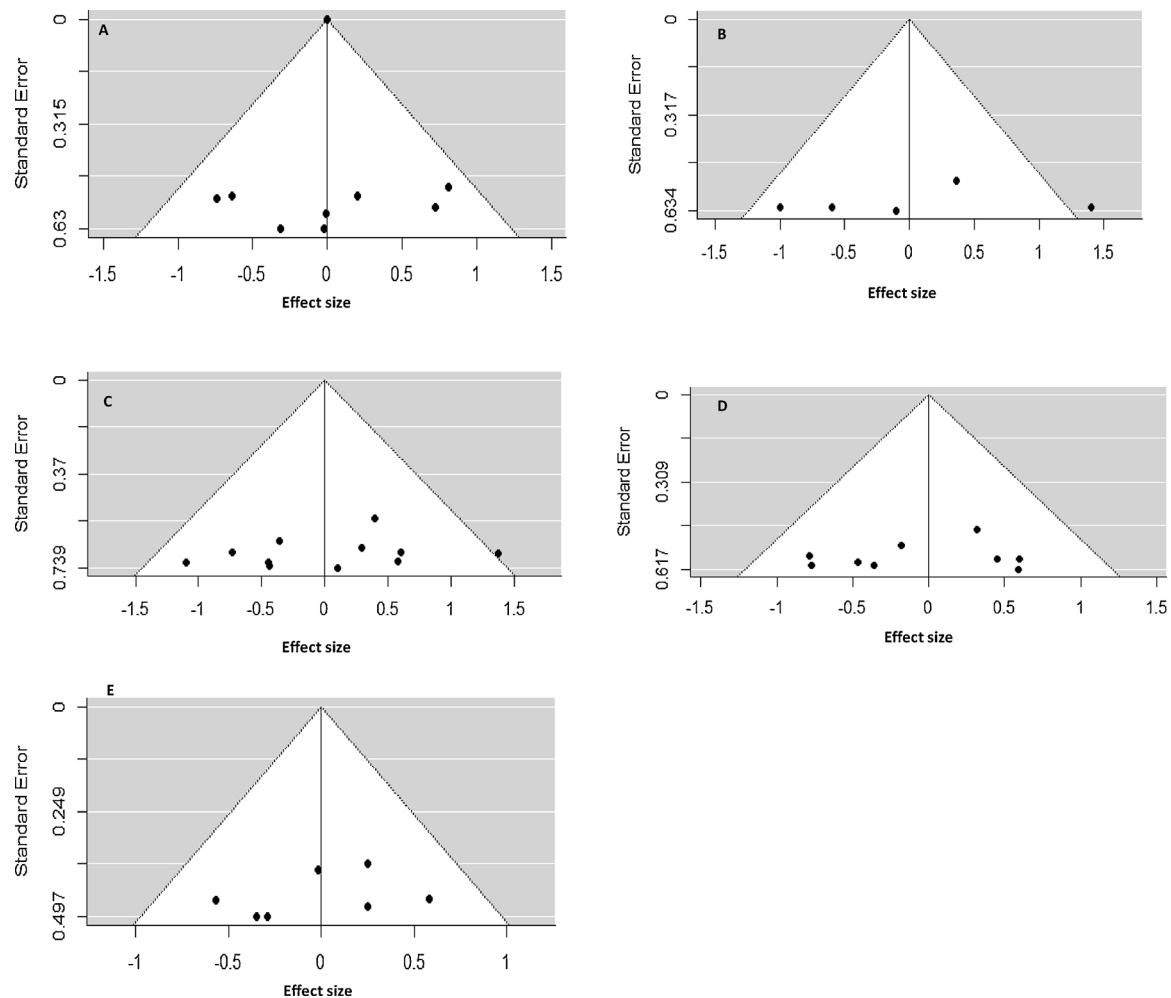 A
Standard Error
0
0.315
0.63
-1.5 -1 -0.5 0 0.5 1 1.5
Effect size
B
Standard Error
0
0.317
0.634
-1.5 -1 -0.5 0 0.5 1 1.5
Effect size
C
Standard Error
0
0.37
0.739
-1.5 -1 -0.5 0 0.5 1 1.5
Effect size
D
Standard Error
0
0.309
0.617
-1.5 -1 -0.5 0 0.5 1 1.5
Effect size
E
Standard Error
0
0.249
0.497
-1 -0.5 0 0.5 1
Effect size